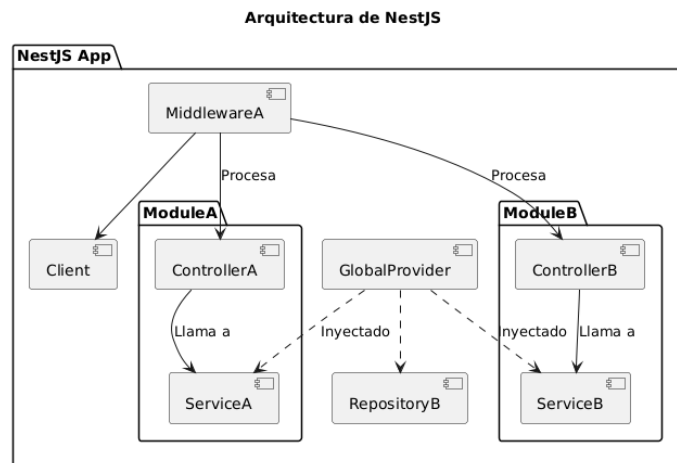 Arquitectura de NestJS
NestJS App
MiddlewareA
Procesa
Procesa
ModuleA
ModuleB
Client
ControllerA
GlobalProvider
ControllerB
Llama a
Inyectado
Inyectado
Llama a
ServiceA
RepositoryB
ServiceB